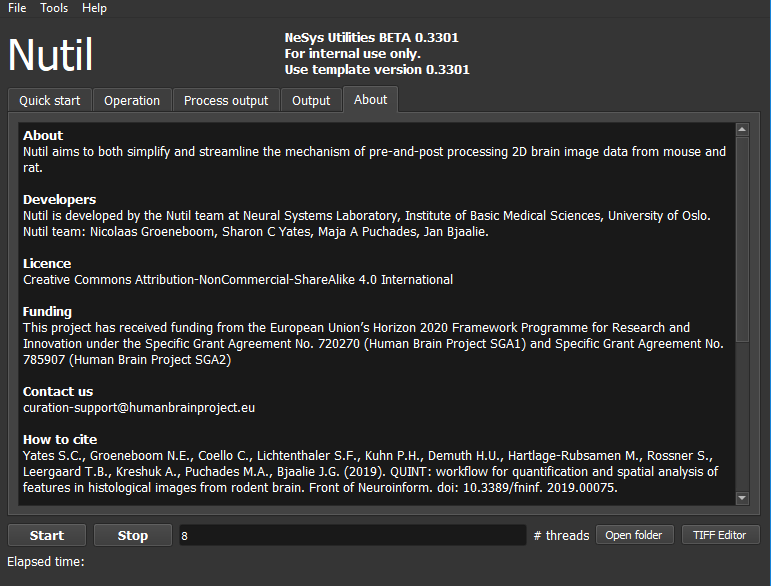 File Tools Help
Nutil
NeSys Utilities BETA 0.3301
For internal use only.
Use template version 0.3301
Quick start Operation Process output Output About
About
Nutil aims to both simplify and streamline the mechanism of pre-and-post processing 2D brain image data from mouse and
rat.
Developers
Nutil is developed by the Nutil team at Neural Systems Laboratory, Institute of Basic Medical Sciences, University of Oslo.
Nutil team: Nicolaas Groeneboom, Sharon C Yates, Maja A Puchades, Jan Bjaalie.
Licence
Creative Commons Attribution-NonCommercial-ShareAlike 4.0 International
Funding
This project has received funding from the European Union’s Horizon 2020 Framework Programme for Research and
Innovation under the Specific Grant Agreement No. 720270 (Human Brain Project SGA1) and Specific Grant Agreement No.
785907 (Human Brain Project SGA2)
Contact us
curation-support@humanbrainproject.eu
How to cite
Yates S.C., Groeneboom N.E., Coello C., Lichtenthaler S.F., Kuhn P.H., Demuth H.U., Hartlage-Rubsamen M., Rossner S.,
Leergaard T.B., Kreshuk A., Puchades M.A., Bjaalie J.G. (2019). QUINT: workflow for quantification and spatial analysis of
features in histological images from rodent brain. Front of Neuroinform. doi: 10.3389/fninf. 2019.00075.
Start Stop 8 # threads Open folder TIFF Editor
Elapsed time: